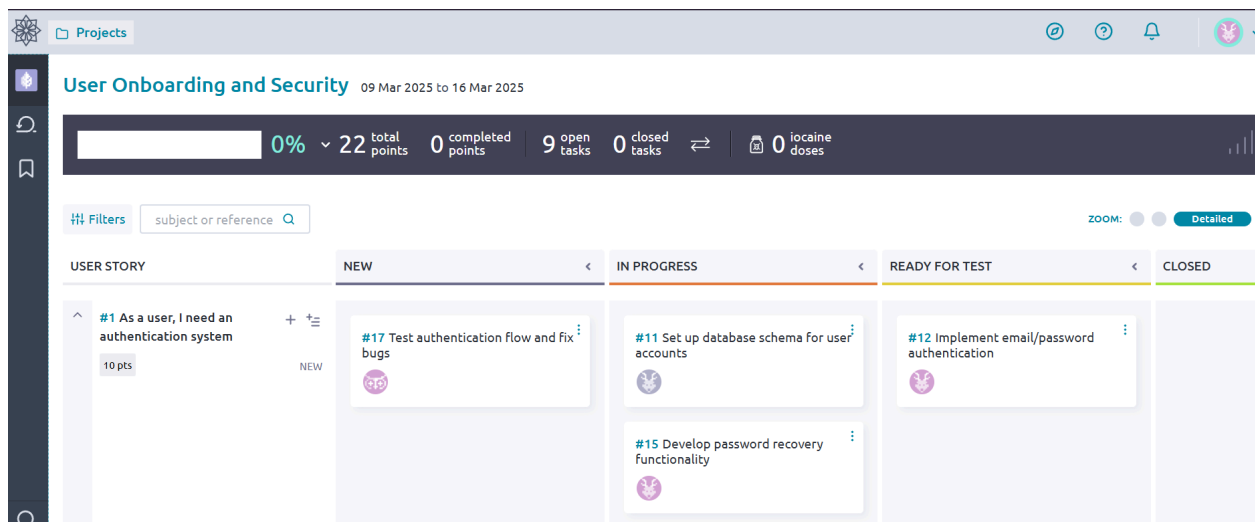 Projects
User Onboarding and Security 09 Mar 2025 to 16 Mar 2025
0% 22 total points 0 completed points 9 open tasks 0 closed tasks 0 iocaine doses
Filters subject or reference ZOOM: Detailed
USER STORY NEW IN PROGRESS READY FOR TEST CLOSED
#1 As a user, I need an
authentication system
10 pts NEW
#17 Test authentication flow and fix
bugs
#11 Set up database schema for user
accounts
#12 Implement email/password
authentication
#15 Develop password recovery
functionality